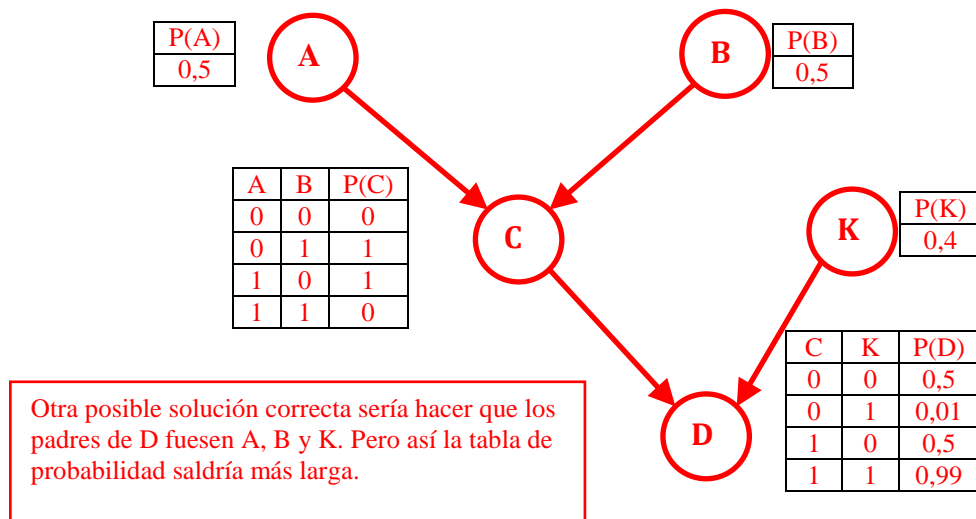 P(A)
0,5
A
B
P(B)
0,5
A B P(C)
0 0 0
0 1 1
1 0 1
1 1 0
C
K
P(K)
0,4
C K P(D)
0 0 0,5
0 1 0,01
1 0 0,5
1 1 0,99
D
Otra posible solución correcta sería hacer que los
padres de D fuesen A, B y K. Pero así la tabla de
probabilidad saldría más larga.